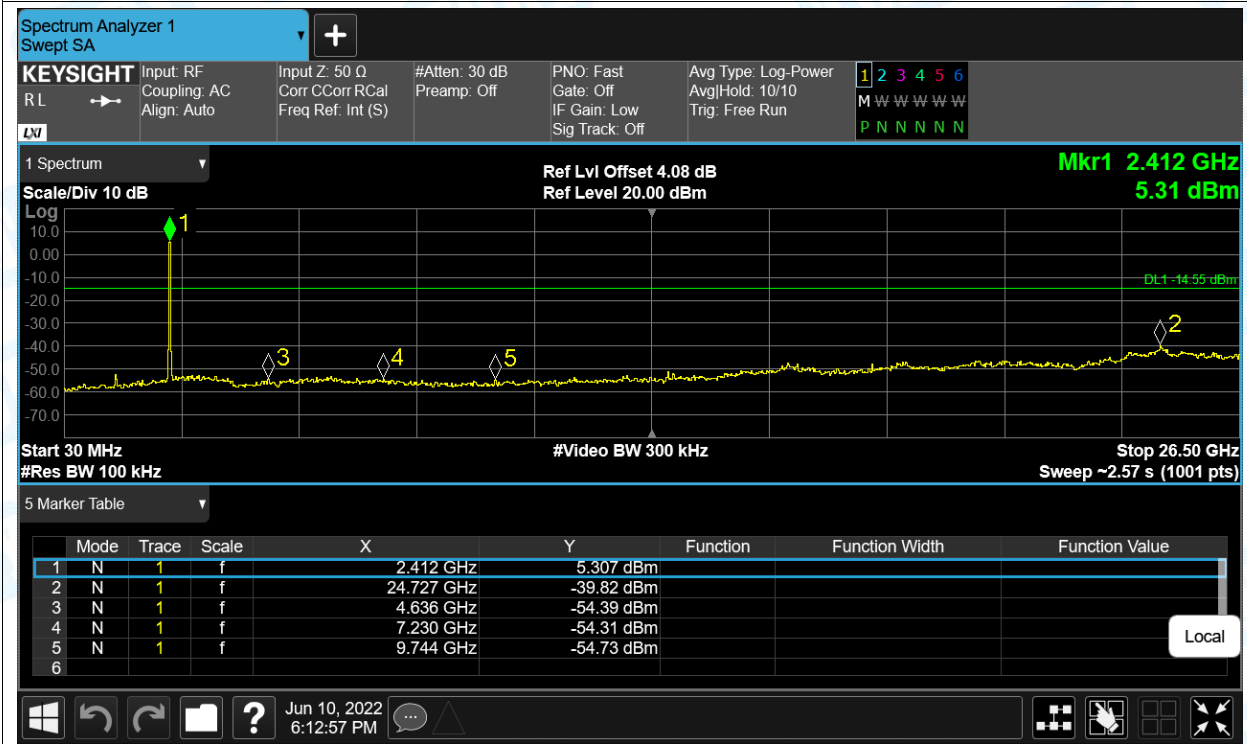 Spectrum Analyzer 1
Swept SA
KEYSIGHT
R L
LXI
Input: RF
Coupling: AC
Align: Auto
Input Z: 50 Ω
Corr CCorr RCal
Freq Ref: Int (S)
#Atten: 30 dB
Preamp: Off
PNO: Fast
Gate: Off
IF Gain: Low
Sig Track: Off
Avg Type: Log-Power
Avg|Hold: 10/10
Trig: Free Run
1 2 3 4 5 6
M W W W W W
P N N N N N
1 Spectrum
Scale/Div 10 dB
Ref Lvl Offset 4.08 dB
Ref Level 20.00 dBm
Mkr1 2.412 GHz
5.31 dBm
Log
10.0
0.00
-10.0
-20.0
-30.0
-40.0
-50.0
-60.0
-70.0
1
DL1 -14.55 dBm
2
3
4
5
Start 30 MHz
#Video BW 300 kHz
Stop 26.50 GHz
#Res BW 100 kHz
Sweep ~2.57 s (1001 pts)
5 Marker Table
Mode Trace Scale X Y Function Function Width Function Value
1 N 1 f 2.412 GHz 5.307 dBm
2 N 1 f 24.727 GHz -39.82 dBm
3 N 1 f 4.636 GHz -54.39 dBm
4 N 1 f 7.230 GHz -54.31 dBm
5 N 1 f 9.744 GHz -54.73 dBm
6
Local
?
Jun 10, 2022
6:12:57 PM